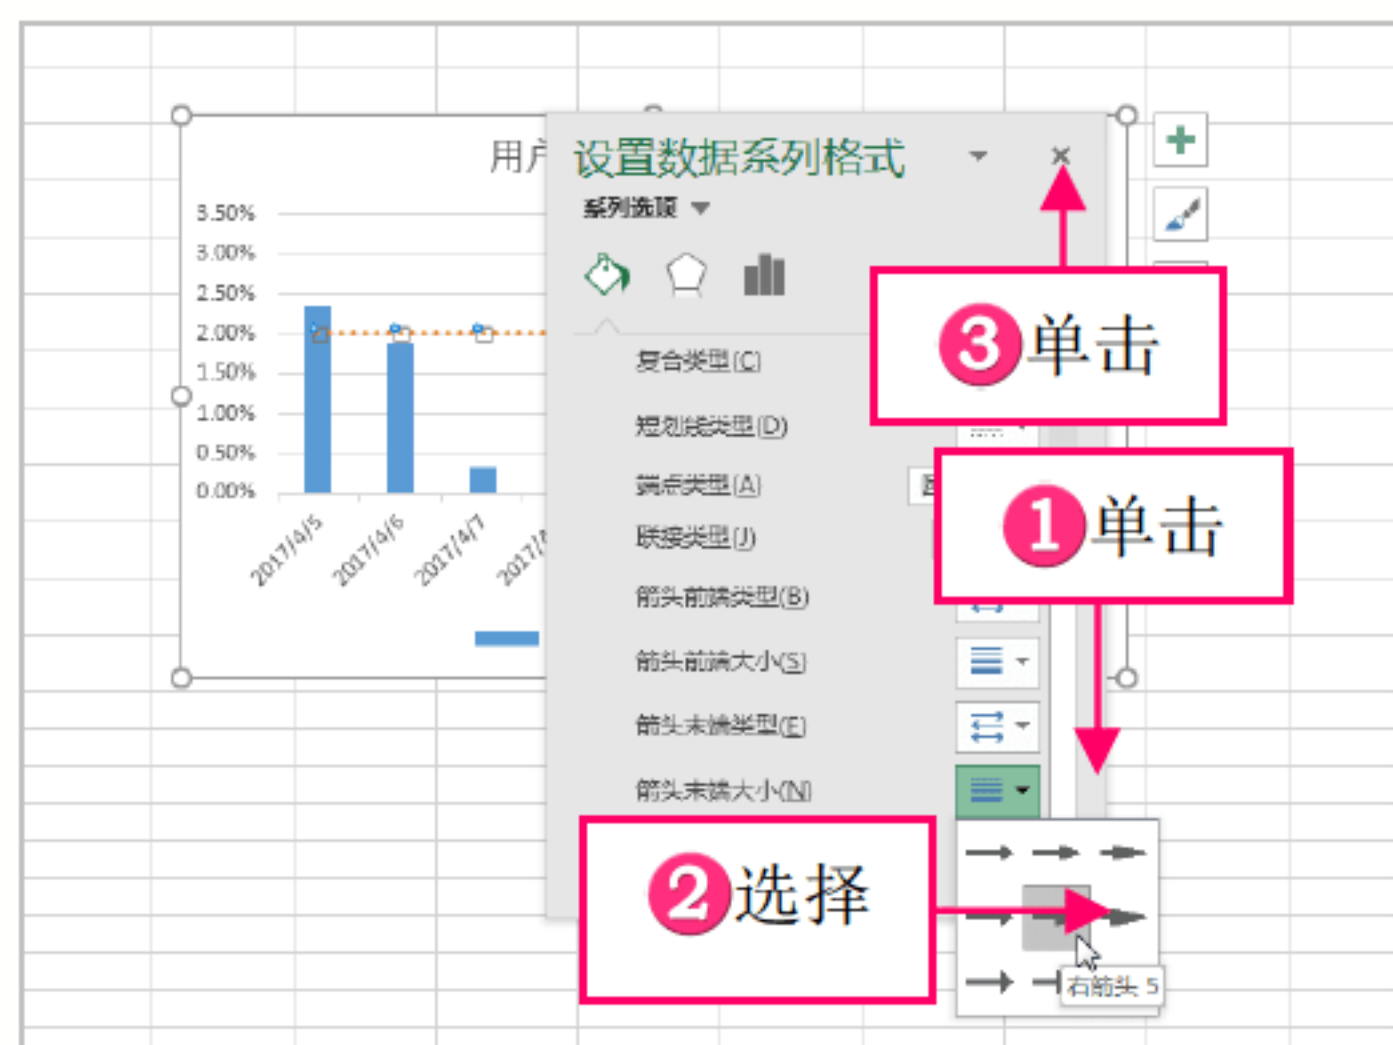 用户
设置数据系列格式
系列选项
3.50%
3.00%
2.50%
2.00%
1.50%
1.00%
0.50%
0.00%
2017/4/5
2017/4/6
2017/4/7
2017/4
复合类型(C)
短划线类型(D)
端点类型(A)
联接类型(J)
箭头前端类型(B)
箭头前端大小(S)
箭头末端类型(E)
箭头末端大小(N)
3 单击
1 单击
2 选择
右箭头 5